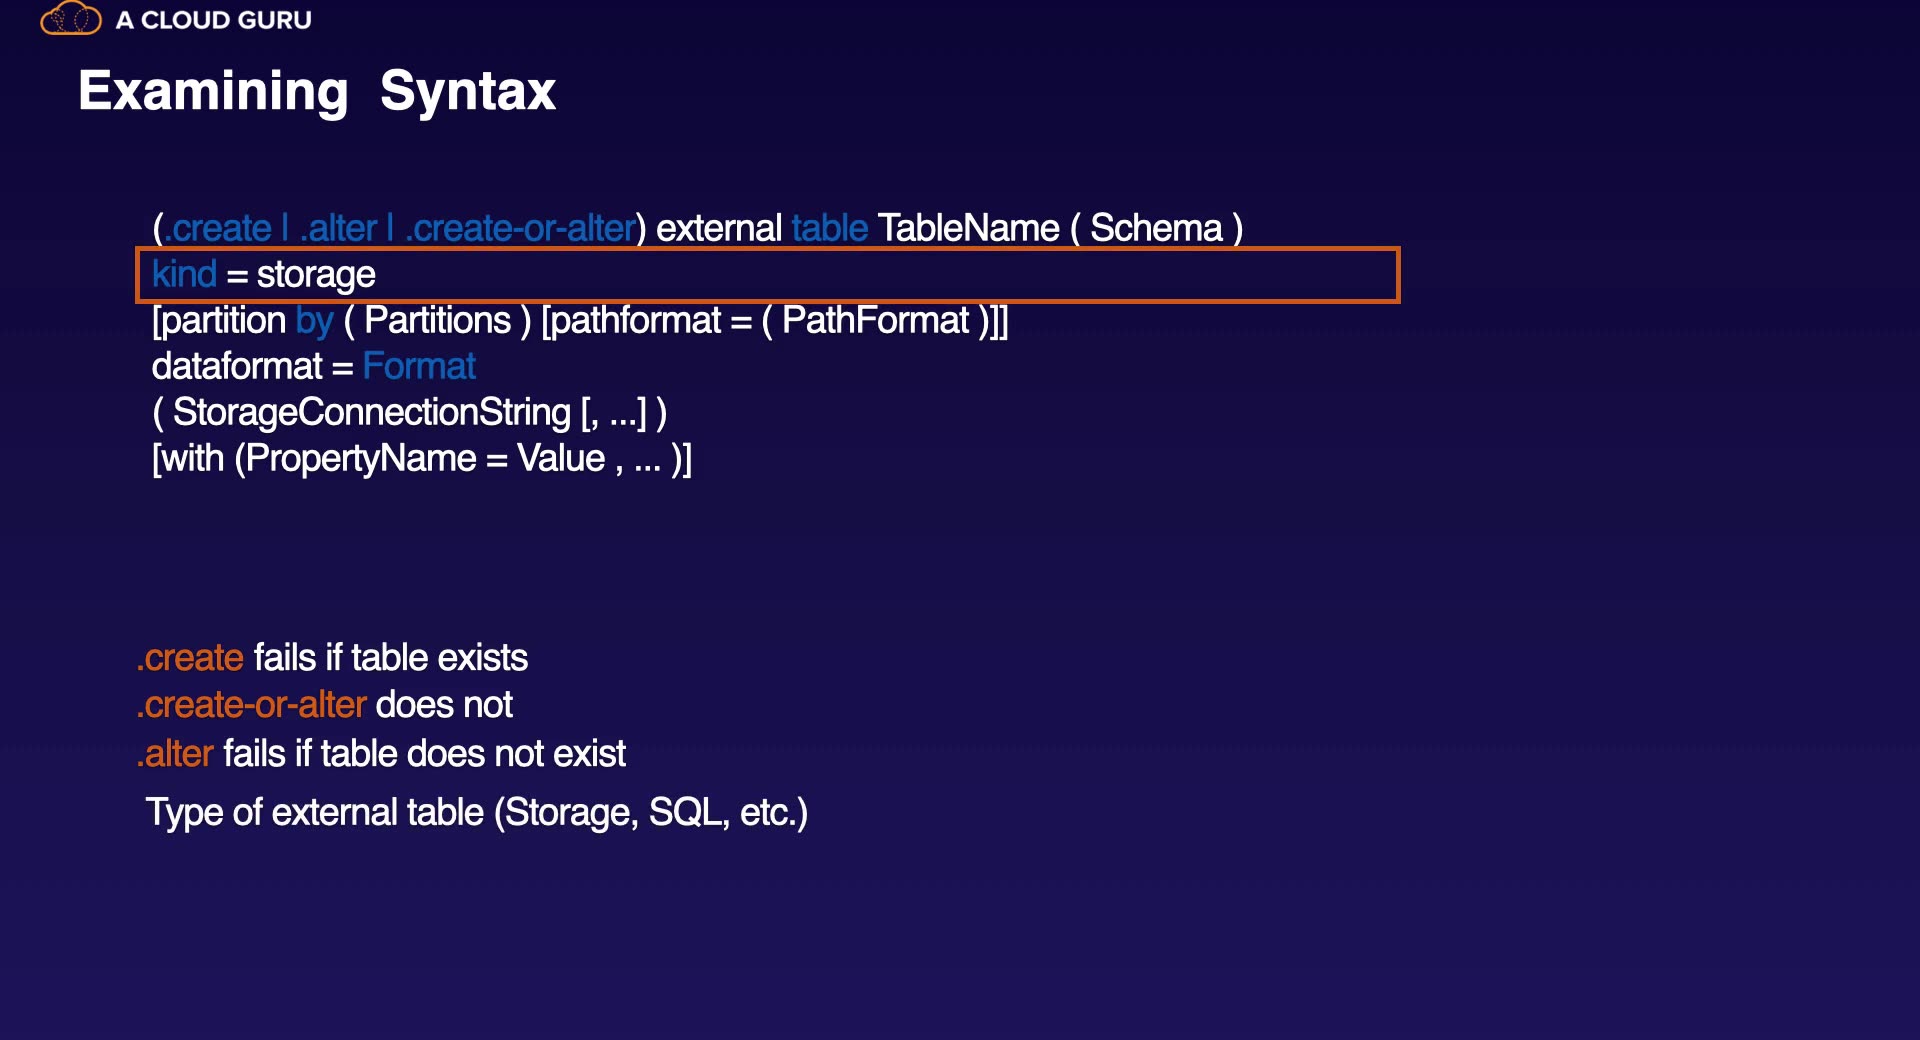 A CLOUD GURU
Examining Syntax
(.create | .alter | .create-or-alter) external table TableName ( Schema )
kind = storage
[partition by ( Partitions ) [pathformat = ( PathFormat )]]
dataformat = Format
( StorageConnectionString [, ...] )
[with (PropertyName = Value , ... )]
.create fails if table exists
.create-or-alter does not
.alter fails if table does not exist
Type of external table (Storage, SQL, etc.)